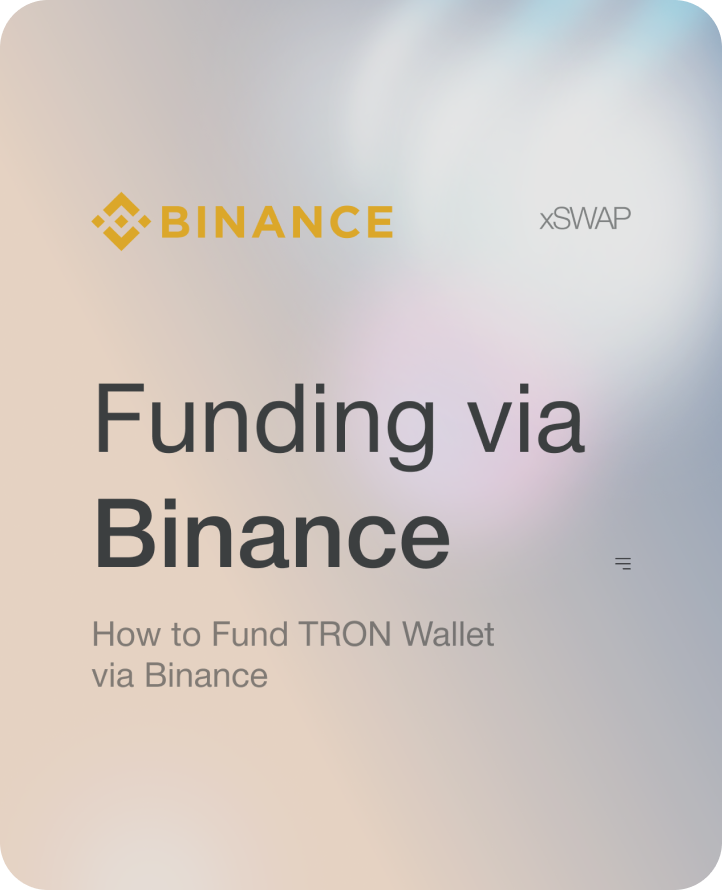 BINANCE
xSWAP
Funding via
Binance
How to Fund TRON Wallet
via Binance